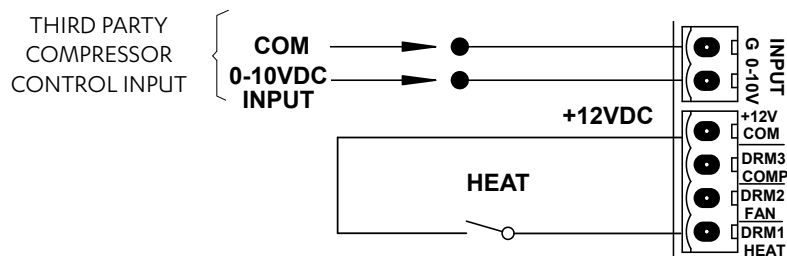 THIRD PARTY
COMPRESSOR
CONTROL INPUT
COM
0-10VDC
INPUT
INPUT
G 0-10V
+12VDC
HEAT
+12V
COM
DRM3
COMP
DRM2
FAN
DRM1
HEAT